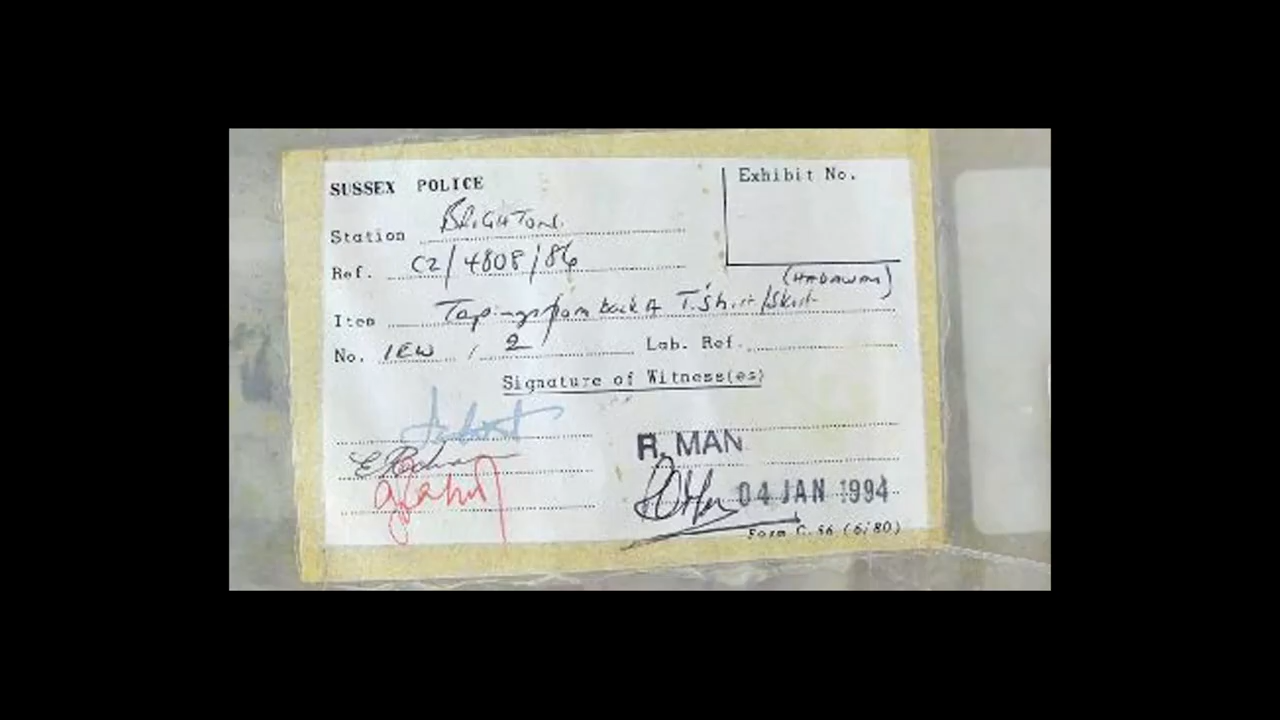 SUSSEX POLICE
Exhibit No.
Station BRIGHTON.
Ref. C2/4808/86
(HADAWAY)
Item Tapings from back of T.Shirt/Skirt
No. IEW / 2 Lab. Ref.
Signature of Witness(es)
R. MAN
04 JAN 1994
Form C.56 (6/80)